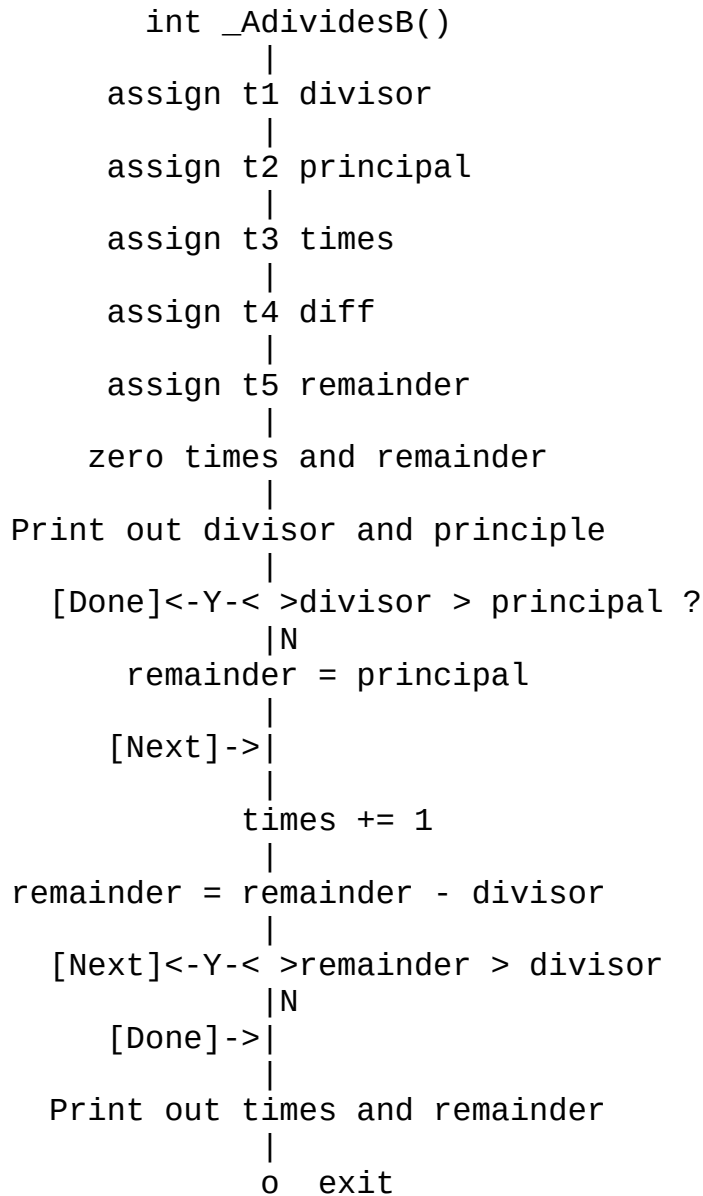 int _AdividesB()
|
assign t1 divisor
|
assign t2 principal
|
assign t3 times
|
assign t4 diff
|
assign t5 remainder
|
zero times and remainder
|
Print out divisor and principle
|
[Done]<-Y-< >divisor > principal ?
|N
remainder = principal
|
[Next]->|
|
times += 1
|
remainder = remainder - divisor
|
[Next]<-Y-< >remainder > divisor
|N
[Done]->|
|
Print out times and remainder
|
o  exit